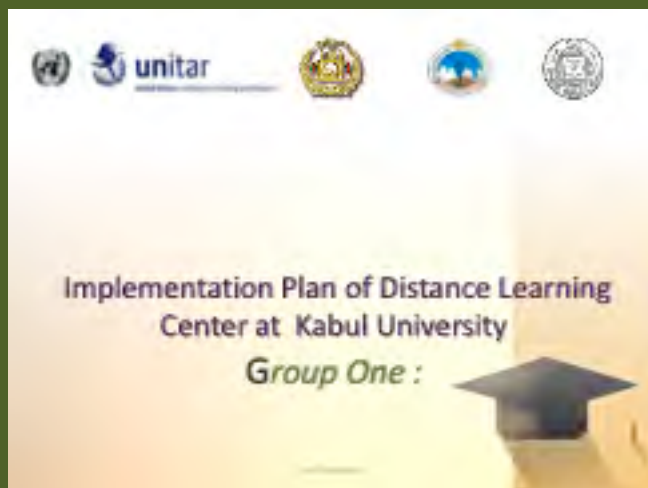 unitar
Implementation Plan of Distance Learning
Center at Kabul University
Group One :